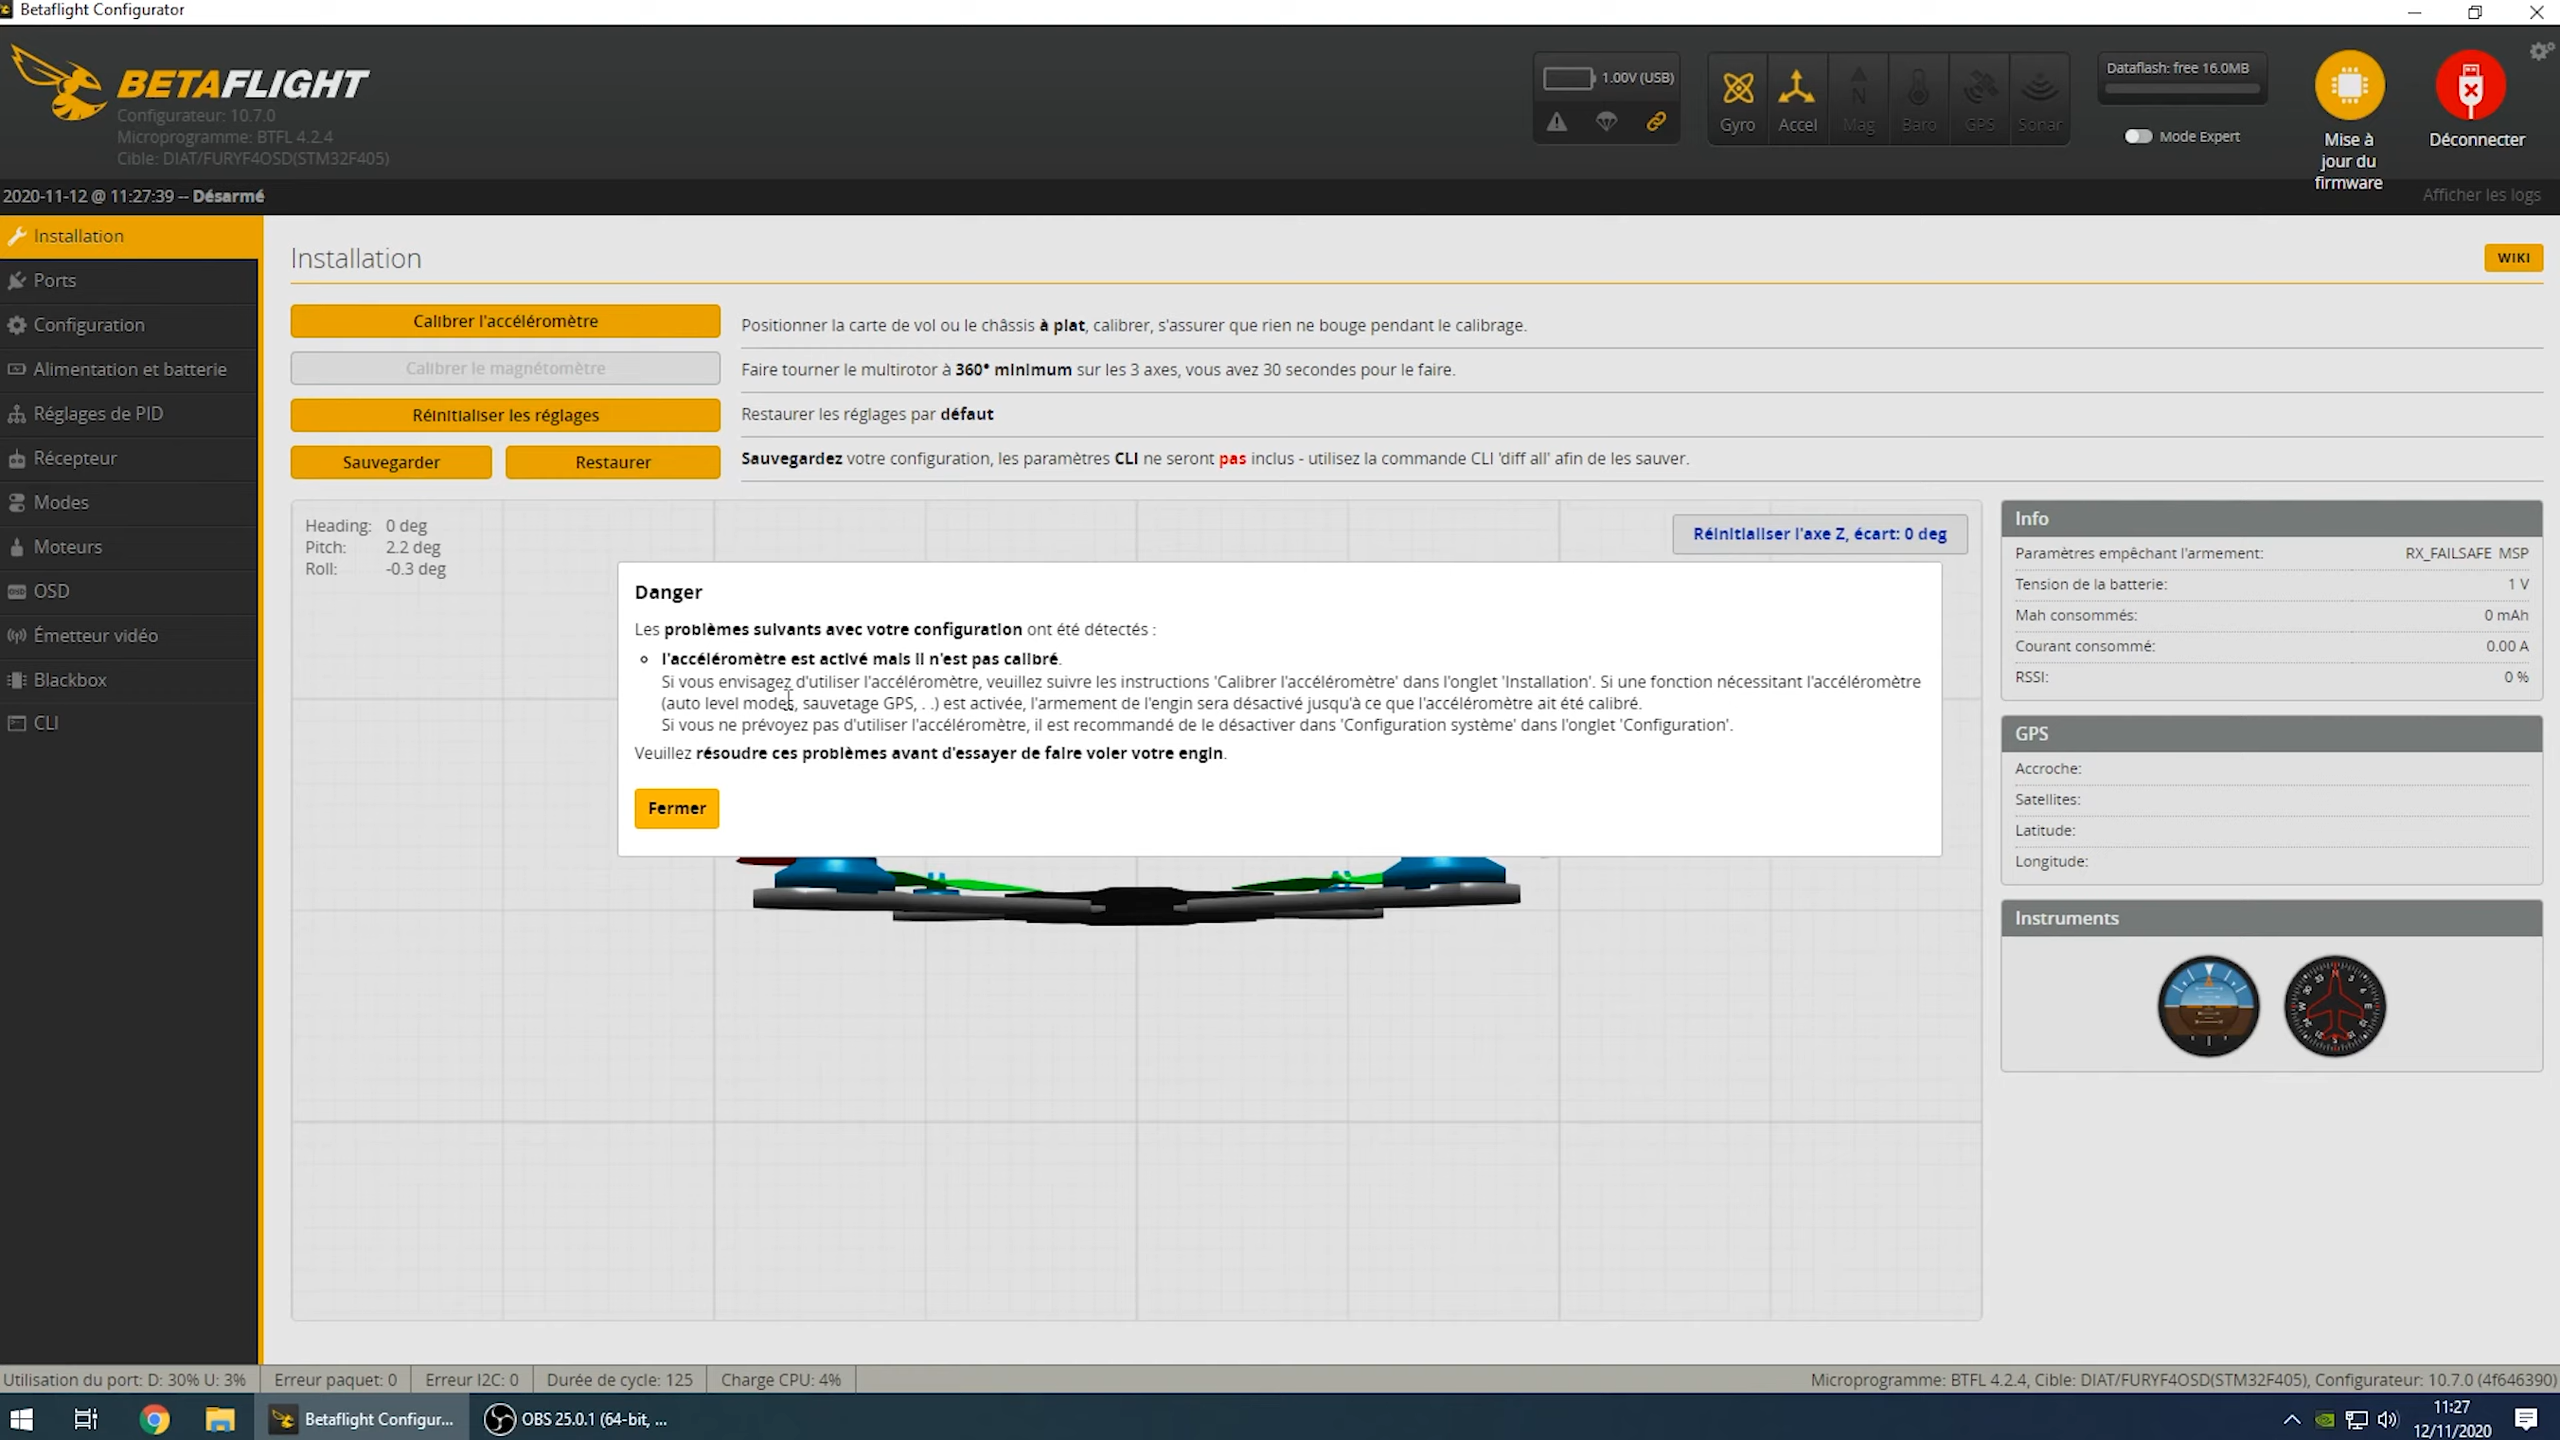 Betaflight Configurator
BETAFLIGHT
Configurateur: 10.7.0
Microprogramme: BTFL 4.2.4
Cible: DIAT/FURYF4OSD(STM32F405)
1.00V (USB)
Gyro
Accel
Mag
Baro
GPS
Sonar
Dataflash: free 16.0MB
Mode Expert
Mise à
jour du
firmware
Déconnecter
2020-11-12 @ 11:27:39 -- Désarmé
Afficher les logs
Installation
Ports
Configuration
Alimentation et batterie
Réglages de PID
Récepteur
Modes
Moteurs
OSD
Émetteur vidéo
Blackbox
CLI
Installation
WIKI
Calibrer l'accéléromètre
Positionner la carte de vol ou le châssis à plat, calibrer, s'assurer que rien ne bouge pendant le calibrage.
Calibrer le magnétomètre
Faire tourner le multirotor à 360° minimum sur les 3 axes, vous avez 30 secondes pour le faire.
Réinitialiser les réglages
Restaurer les réglages par défaut
Sauvegarder
Restaurer
Sauvegardez votre configuration, les paramètres CLI ne seront pas inclus - utilisez la commande CLI 'diff all' afin de les sauver.
Heading: 0 deg
Pitch: 2.2 deg
Roll: -0.3 deg
Réinitialiser l'axe Z, écart: 0 deg
Danger
Les problèmes suivants avec votre configuration ont été détectés :
l'accéléromètre est activé mais il n'est pas calibré.
Si vous envisagez d'utiliser l'accéléromètre, veuillez suivre les instructions 'Calibrer l'accéléromètre' dans l'onglet 'Installation'. Si une fonction nécessitant l'accéléromètre
(auto level modes, sauvetage GPS, . .) est activée, l'armement de l'engin sera désactivé jusqu'à ce que l'accéléromètre ait été calibré.
Si vous ne prévoyez pas d'utiliser l'accéléromètre, il est recommandé de le désactiver dans 'Configuration système' dans l'onglet 'Configuration'.
Veuillez résoudre ces problèmes avant d'essayer de faire voler votre engin.
Fermer
Info
Paramètres empêchant l'armement: RX_FAILSAFE MSP
Tension de la batterie: 1 V
Mah consommés: 0 mAh
Courant consommé: 0.00 A
RSSI: 0 %
GPS
Accroche:
Satellites:
Latitude:
Longitude:
Instruments
Utilisation du port: D: 30% U: 3%
Erreur paquet: 0
Erreur I2C: 0
Durée de cycle: 125
Charge CPU: 4%
Microprogramme: BTFL 4.2.4, Cible: DIAT/FURYF4OSD(STM32F405), Configurateur: 10.7.0 (4f646390)
Betaflight Configur...
OBS 25.0.1 (64-bit, ...
11:27
12/11/2020